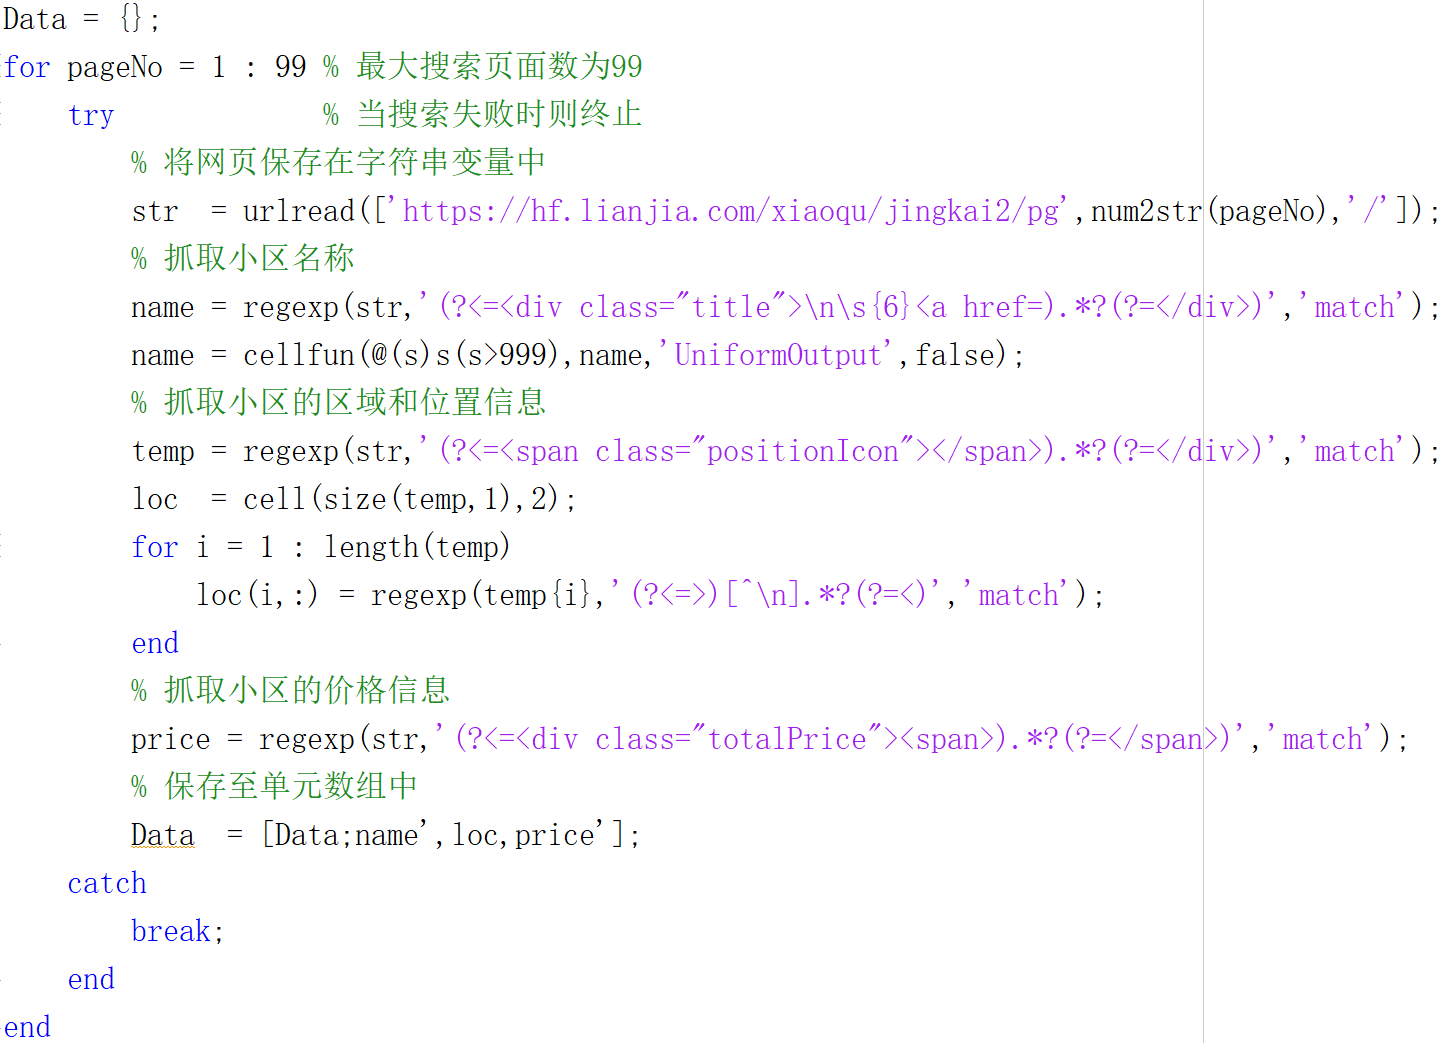 Data = {};
for pageNo = 1 : 99 % 最大搜索页面数为99
    try             % 当搜索失败时则终止
        % 将网页保存在字符串变量中
        str  = urlread(['https://hf.lianjia.com/xiaoqu/jingkai2/pg',num2str(pageNo),'/']);
        % 抓取小区名称
        name = regexp(str,'(?<=<div class="title">\n\s{6}<a href=).*?(?=</div>)','match');
        name = cellfun(@(s)s(s>999),name,'UniformOutput',false);
        % 抓取小区的区域和位置信息
        temp = regexp(str,'(?<=<span class="positionIcon"></span>).*?(?=</div>)','match');
        loc  = cell(size(temp,1),2);
        for i = 1 : length(temp)
            loc(i,:) = regexp(temp{i},'(?<=>)[^\n].*?(?=<)','match');
        end
        % 抓取小区的价格信息
        price = regexp(str,'(?<=<div class="totalPrice"><span>).*?(?=</span>)','match');
        % 保存至单元数组中
        Data  = [Data;name',loc,price'];
    catch
        break;
    end
end